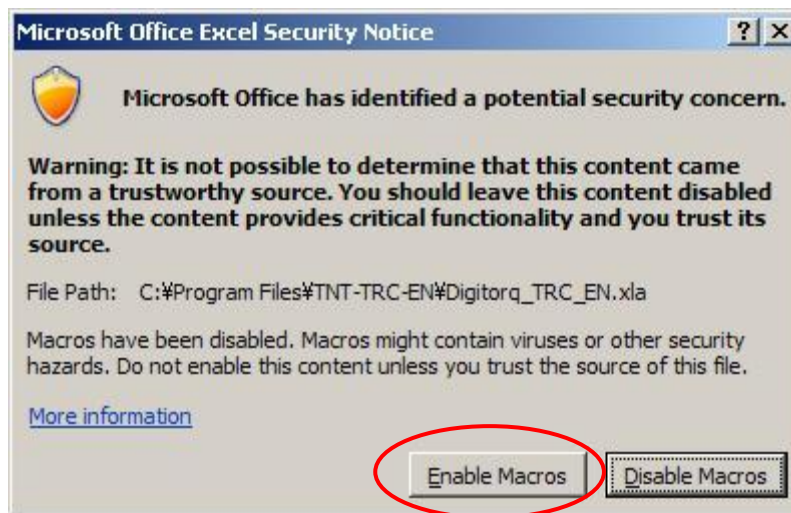 Microsoft Office Excel Security Notice
Microsoft Office has identified a potential security concern.
Warning: It is not possible to determine that this content came
from a trustworthy source. You should leave this content disabled
unless the content provides critical functionality and you trust its
source.
File Path: C:¥Program Files¥TNT-TRC-EN¥Digitorq_TRC_EN.xla
Macros have been disabled. Macros might contain viruses or other security
hazards. Do not enable this content unless you trust the source of this file.
More information
Enable Macros Disable Macros